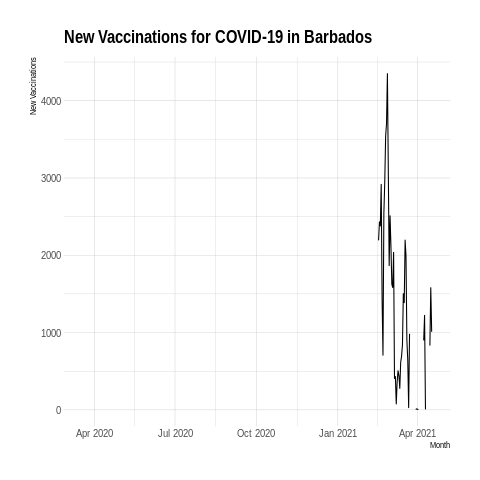 New Vaccinations for COVID-19 in Barbados
New Vaccinations
4000
3000
2000
1000
0
Apr 2020 Jul 2020 Oct 2020 Jan 2021 Apr 2021
Month